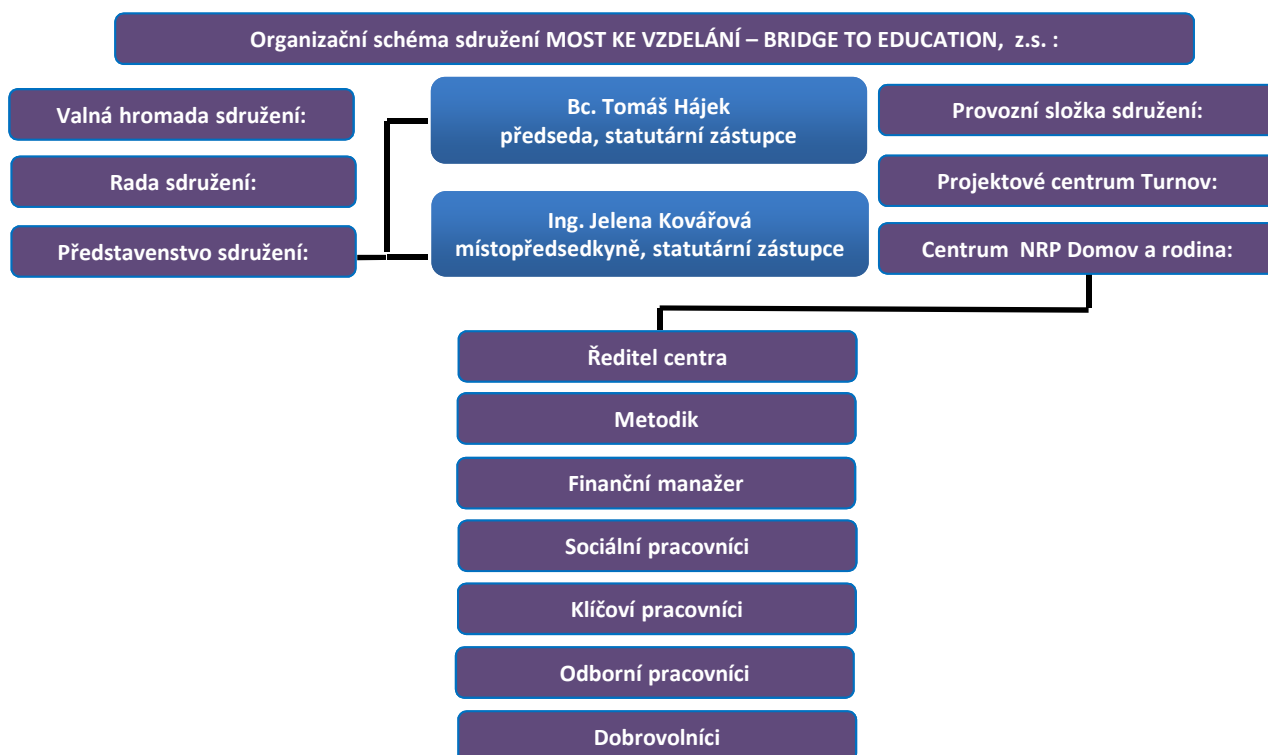 Organizační schéma sdružení MOST KE VZDELÁNÍ – BRIDGE TO EDUCATION, z.s. :
Valná hromada sdružení:
Rada sdružení:
Představenstvo sdružení:
Bc. Tomáš Hájek
předseda, statutární zástupce
Ing. Jelena Kovářová
místopředsedkyně, statutární zástupce
Provozní složka sdružení:
Projektové centrum Turnov:
Centrum NRP Domov a rodina:
Ředitel centra
Metodik
Finanční manažer
Sociální pracovníci
Klíčoví pracovníci
Odborní pracovníci
Dobrovolníci